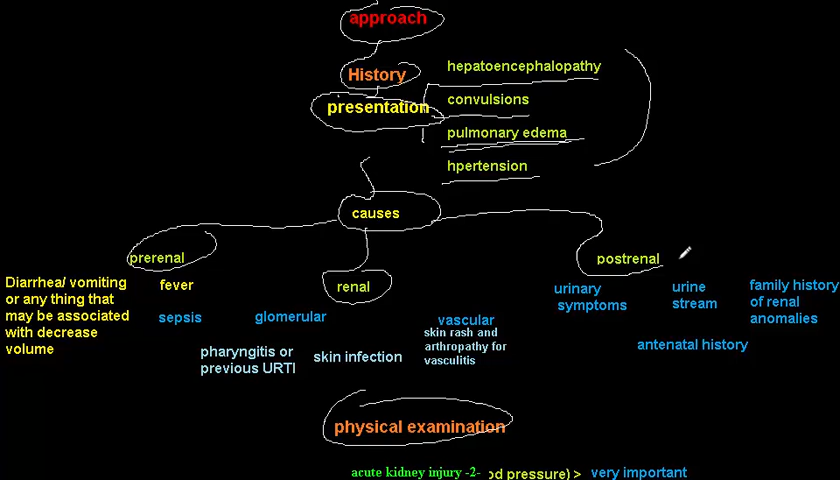 approach
History
presentation
hepatoencephalopathy
convulsions
pulmonary edema
hpertension
causes
prerenal
renal
postrenal
Diarrhea/ vomiting
or any thing that
may be associated
with decrease
volume
fever
sepsis
glomerular
pharyngitis or
previous URTI
skin infection
vascular
skin rash and
arthropathy for
vasculitis
urinary
symptoms
urine
stream
family history
of renal
anomalies
antenatal history
physical examination
acute kidney injury -2- od pressure) > very important